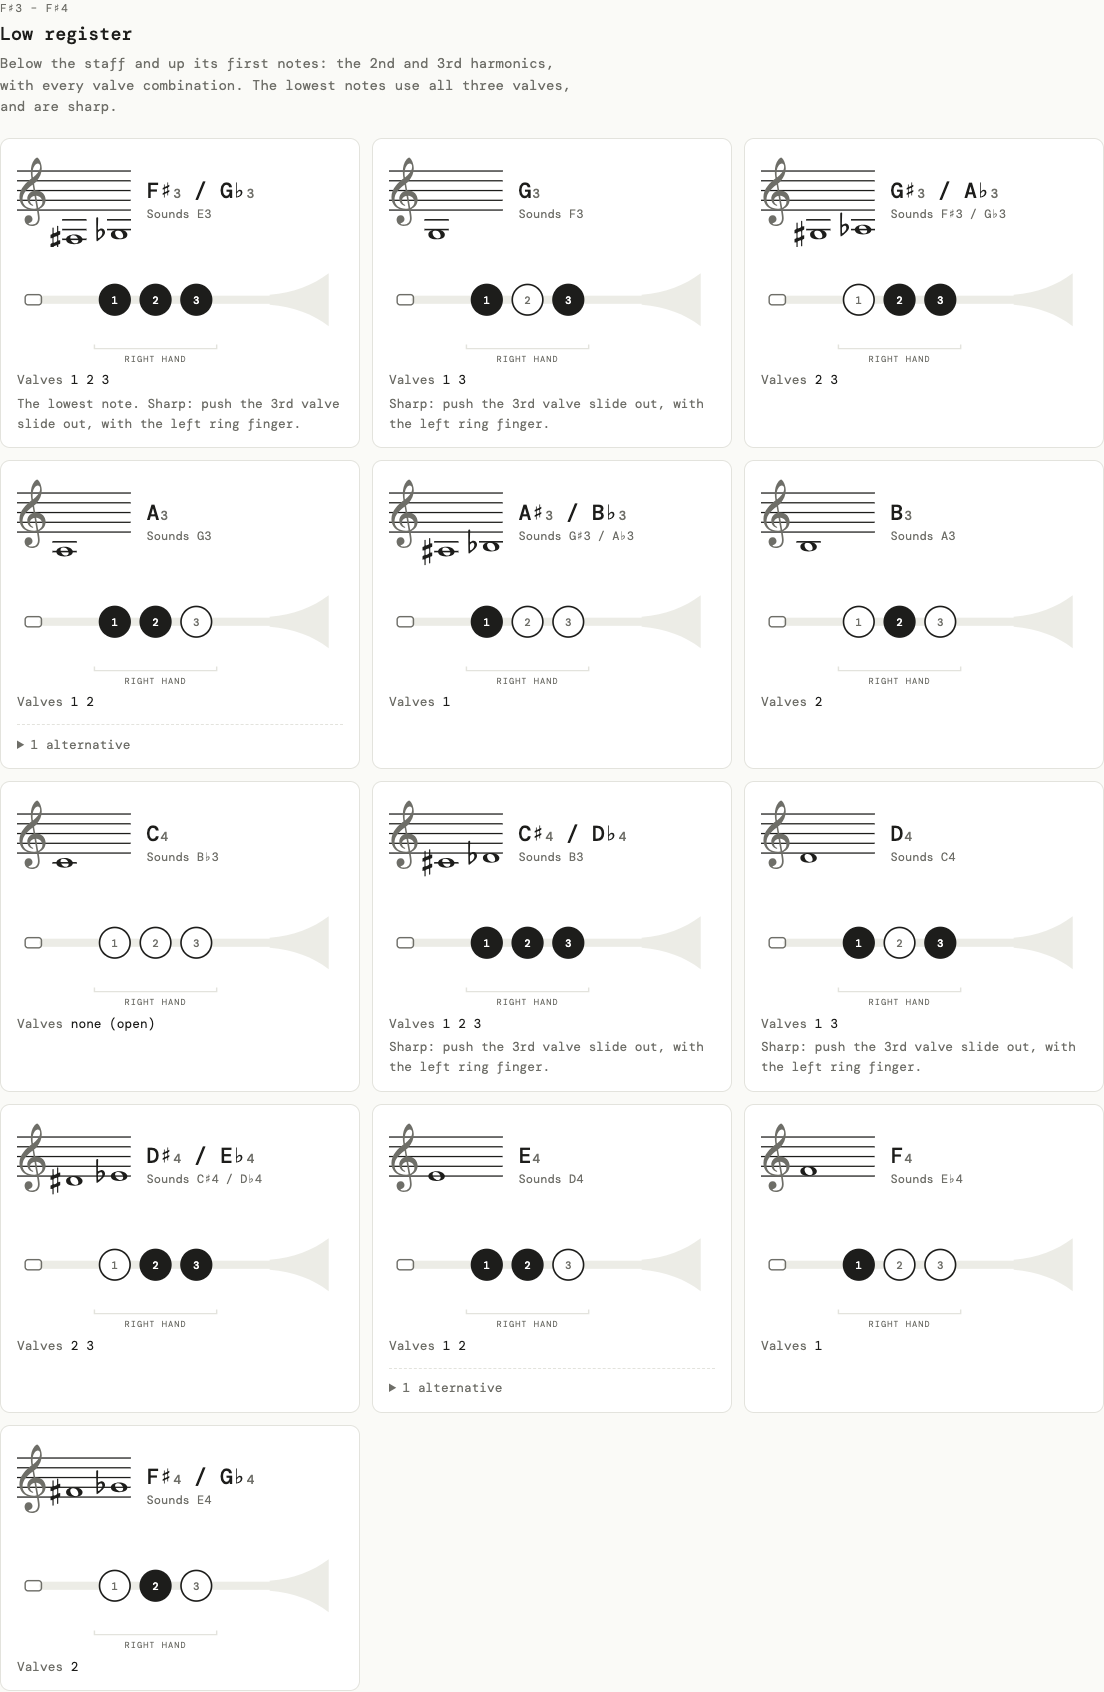 F♯3 – F♯4
Low register
Below the staff and up its first notes: the 2nd and 3rd harmonics,
with every valve combination. The lowest notes use all three valves,
and are sharp.
F♯3 / G♭3
Sounds E3
1 2 3
RIGHT HAND
Valves 1 2 3
The lowest note. Sharp: push the 3rd valve
slide out, with the left ring finger.
G3
Sounds F3
1 2 3
RIGHT HAND
Valves 1 3
Sharp: push the 3rd valve slide out, with
the left ring finger.
G♯3 / A♭3
Sounds F♯3 / G♭3
1 2 3
RIGHT HAND
Valves 2 3
A3
Sounds G3
1 2 3
RIGHT HAND
Valves 1 2
▶ 1 alternative
A♯3 / B♭3
Sounds G♯3 / A♭3
1 2 3
RIGHT HAND
Valves 1
B3
Sounds A3
1 2 3
RIGHT HAND
Valves 2
C4
Sounds B♭3
1 2 3
RIGHT HAND
Valves none (open)
C♯4 / D♭4
Sounds B3
1 2 3
RIGHT HAND
Valves 1 2 3
Sharp: push the 3rd valve slide out, with
the left ring finger.
D4
Sounds C4
1 2 3
RIGHT HAND
Valves 1 3
Sharp: push the 3rd valve slide out, with
the left ring finger.
D♯4 / E♭4
Sounds C♯4 / D♭4
1 2 3
RIGHT HAND
Valves 2 3
E4
Sounds D4
1 2 3
RIGHT HAND
Valves 1 2
▶ 1 alternative
F4
Sounds E♭4
1 2 3
RIGHT HAND
Valves 1
F♯4 / G♭4
Sounds E4
1 2 3
RIGHT HAND
Valves 2